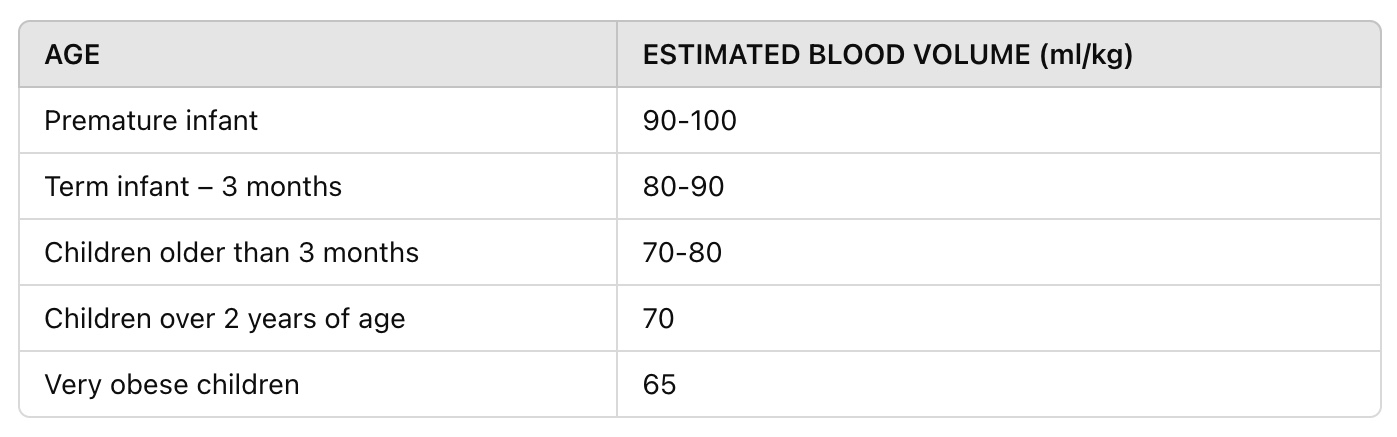 AGE ESTIMATED BLOOD VOLUME (ml/kg)
Premature infant 90-100
Term infant – 3 months 80-90
Children older than 3 months 70-80
Children over 2 years of age 70
Very obese children 65